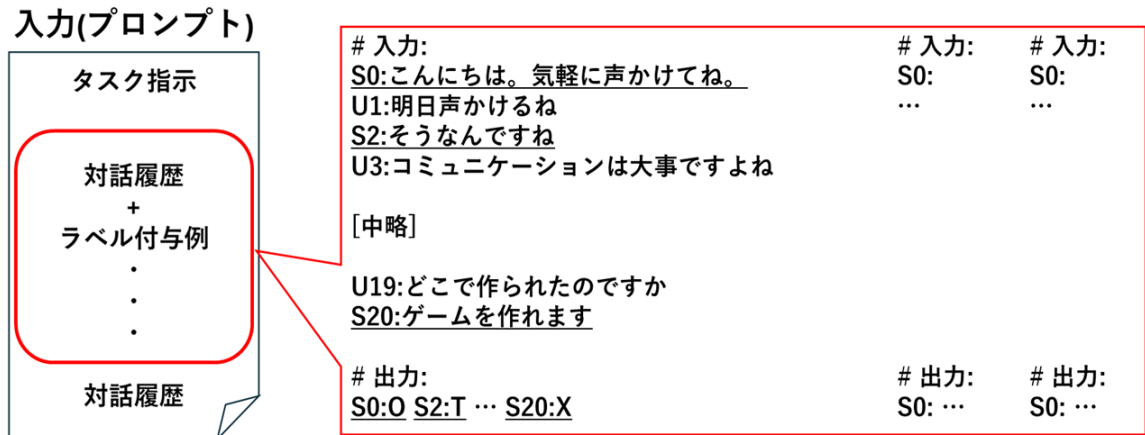 入力(プロンプト)
タスク指示
対話履歴
+
ラベル付与例
・
・
・
対話履歴
# 入力:
S0:こんにちは。気軽に声かけてね。
U1:明日声かけるね
S2:そうなんですね
U3:コミュニケーションは大事ですよね
[中略]
U19:どこで作られたのですか
S20:ゲームを作れます
# 出力:
S0:O S2:T … S20:X
# 入力:
S0:
…
# 出力:
S0: …
# 入力:
S0:
…
# 出力:
S0: …